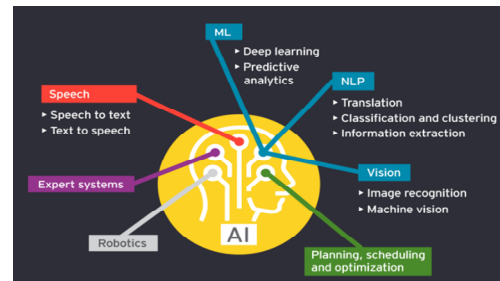 ML
▸ Deep learning
▸ Predictive
analytics
NLP
▸ Translation
▸ Classification and clustering
▸ Information extraction
Speech
▸ Speech to text
▸ Text to speech
Expert systems
Vision
▸ Image recognition
▸ Machine vision
Robotics
AI
Planning, scheduling
and optimization